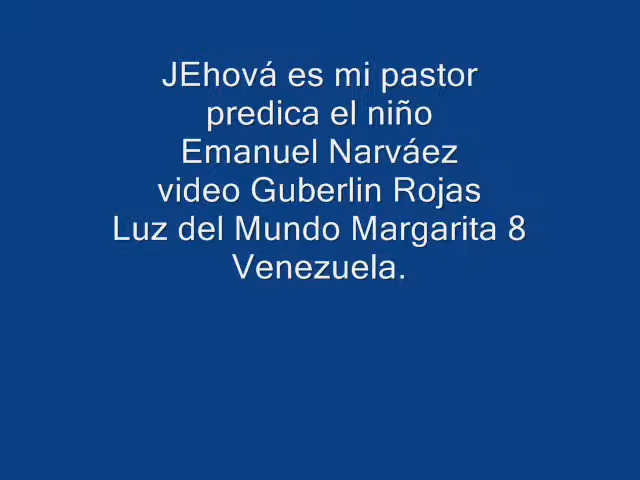 JEhová es mi pastor
predica el niño
Emanuel Narváez
video Guberlin Rojas
Luz del Mundo Margarita 8
Venezuela.